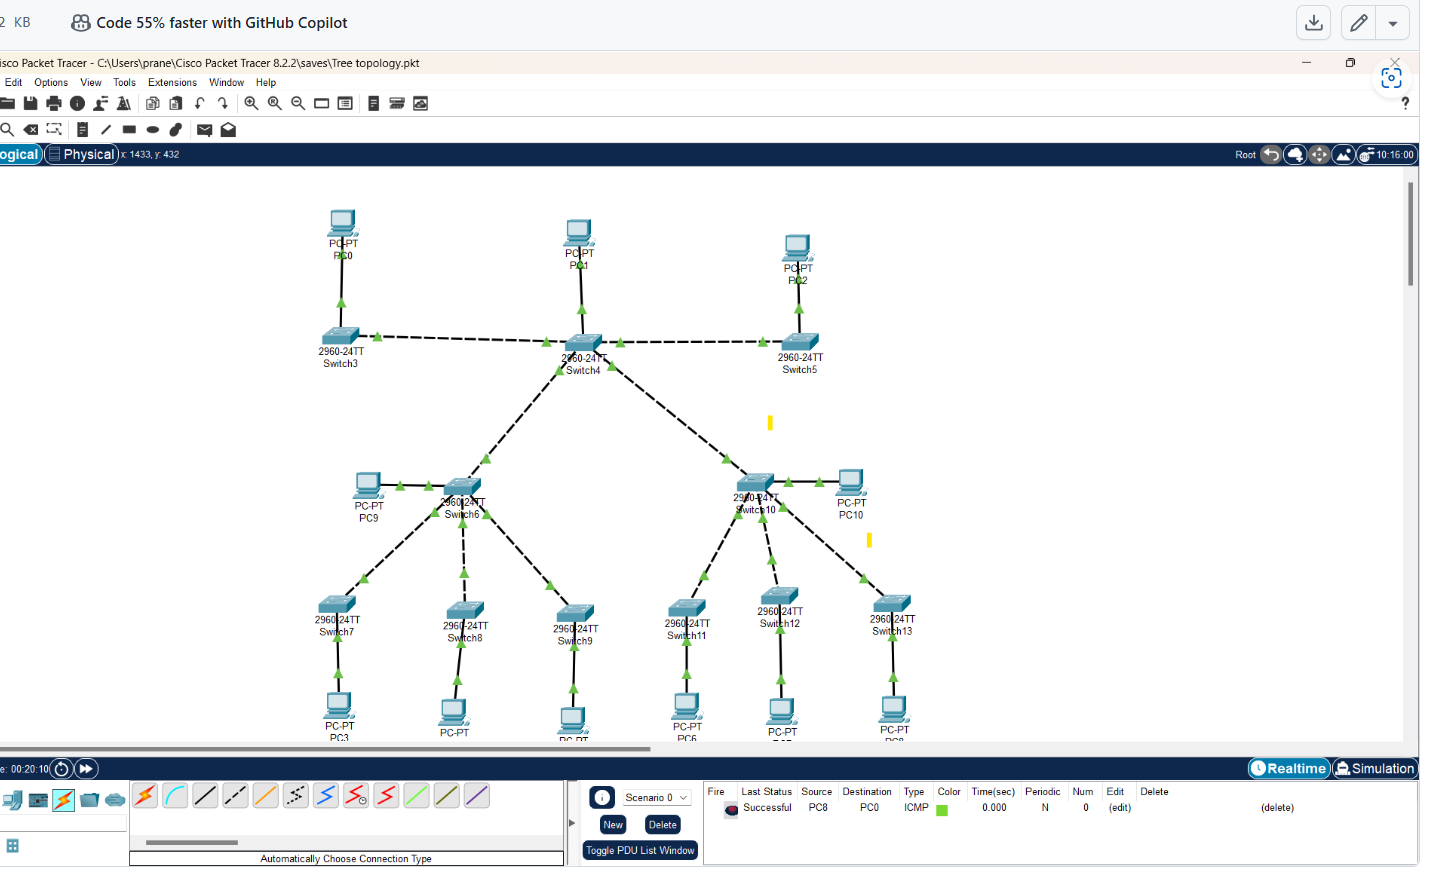 2 KB Code 55% faster with GitHub Copilot
isco Packet Tracer - C:\Users\prane\Cisco Packet Tracer 8.2.2\saves\Tree topology.pkt
Edit Options View Tools Extensions Window Help
?
ogical Physical x: 1433, y: 432 Root 10:16:00
PC-PT
PC0
PC-PT
PC1
PC-PT
PC2
2960-24TT
Switch3
2960-24TT
Switch4
2960-24TT
Switch5
PC-PT
PC9
2960-24TT
Switch6
2960-24TT
Switch10
PC-PT
PC10
2960-24TT
Switch7
2960-24TT
Switch8
2960-24TT
Switch9
2960-24TT
Switch11
2960-24TT
Switch12
2960-24TT
Switch13
PC-PT
PC3
PC-PT
PC-PT
PC-PT
PC6
PC-PT
PC-PT
PC8
e: 00:20:10 Realtime Simulation
Scenario 0
New Delete
Toggle PDU List Window
Fire Last Status Source Destination Type Color Time(sec) Periodic Num Edit Delete
Successful PC8 PC0 ICMP 0.000 N 0 (edit) (delete)
Automatically Choose Connection Type